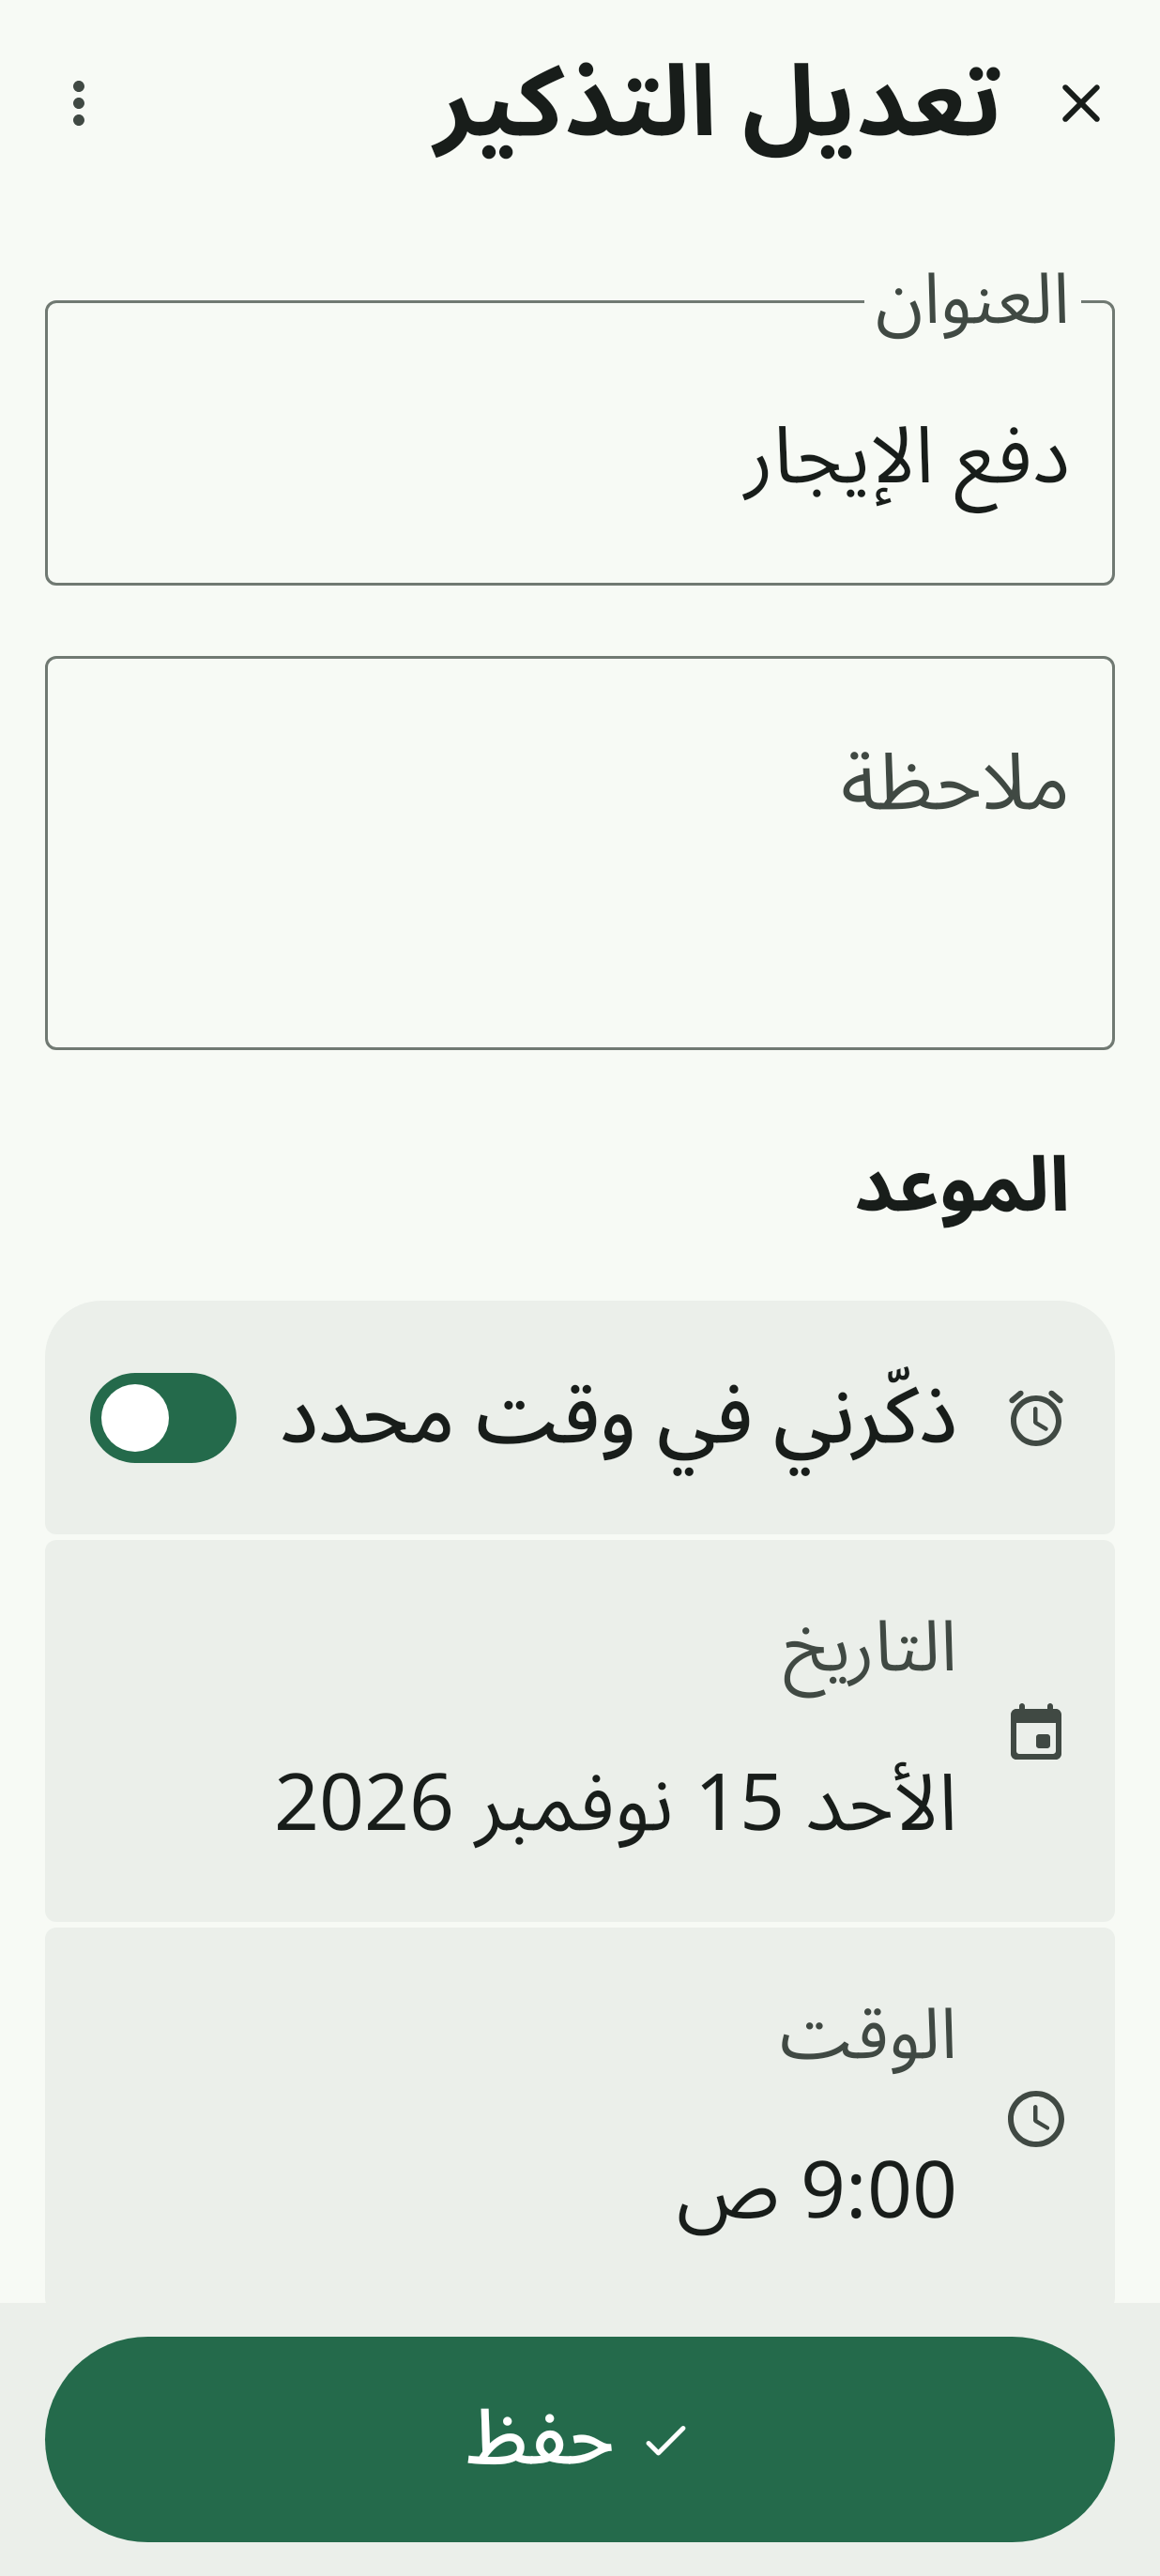 تعديل التذكير
العنوان
دفع الإيجار
ملاحظة
الموعد
ذكّرني في وقت محدد
التاريخ
الأحد 15 نوفمبر 2026
الوقت
9:00 ص
حفظ